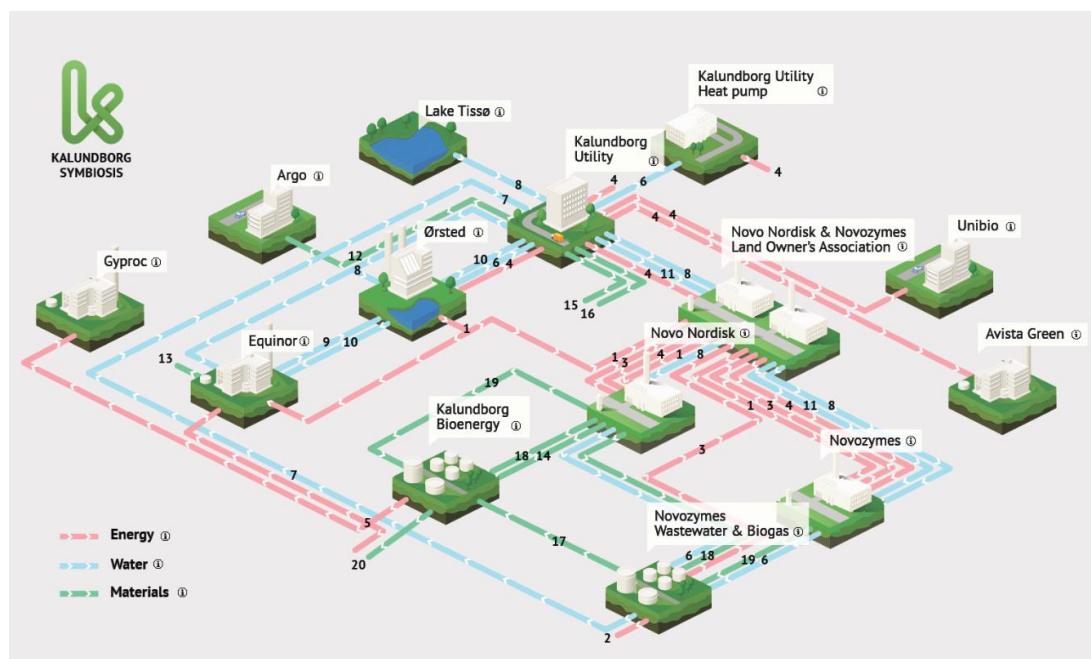 KALUNDBORG
SYMBIOSIS
Lake Tissø
Kalundborg Utility
Heat pump
Kalundborg
Utility
4
6
4
8
7
4
4
Argo
Ørsted
Novo Nordisk & Novozymes
Land Owner's Association
Unibio
Gyproc
12
8
10
6
4
4
11
8
15
16
Equinor
9
10
1
Novo Nordisk
Avista Green
13
1
3
4
1
8
19
Kalundborg
Bioenergy
1
3
4
11
8
18
14
3
Novozymes
7
5
20
17
Novozymes
Wastewater & Biogas
6
18
19
6
2
Energy
Water
Materials